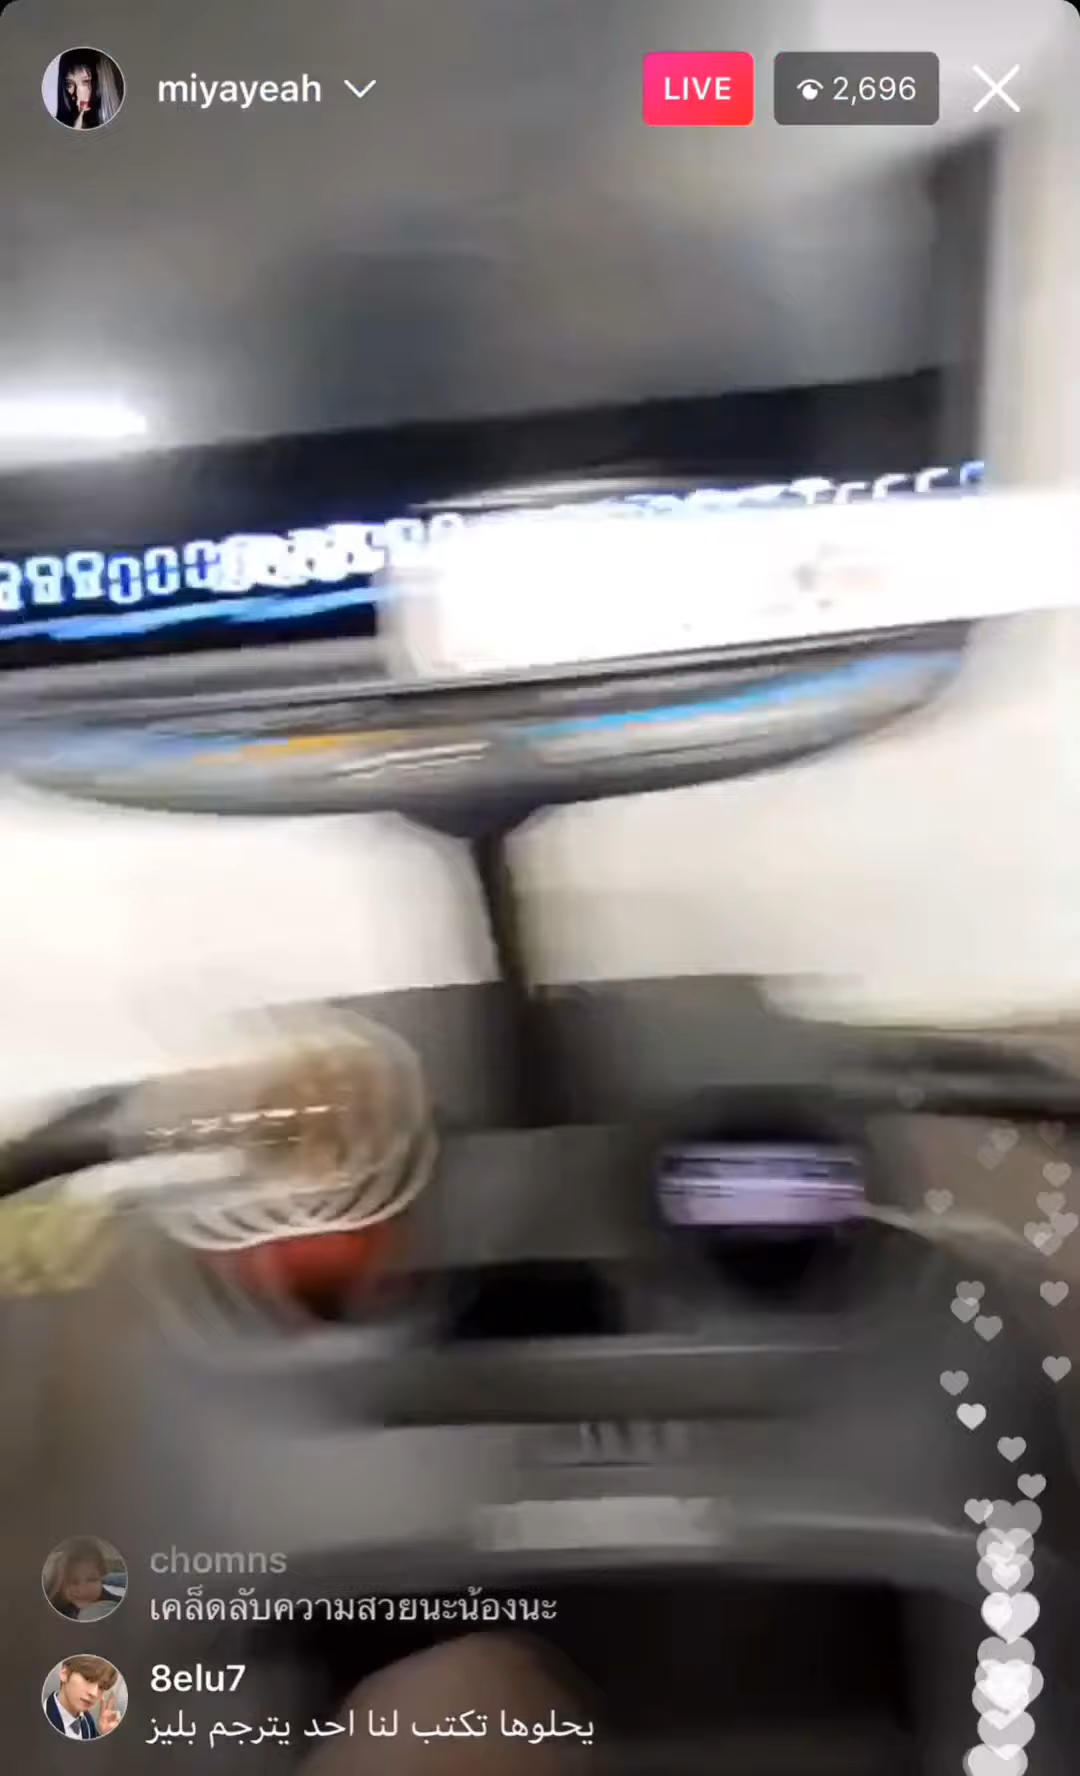 miyayeah
LIVE
2,696
chomns
เคล็ดลับความสวยนะน้องนะ
8elu7
يحلوها تكتب لنا احد يترجم بليز